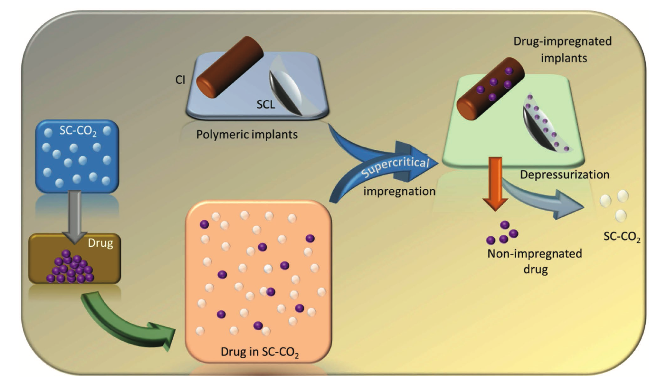 SC-CO₂
Drug
CI
SCL
Polymeric implants
Drug in SC-CO₂
Supercritical
impregnation
Drug-impregnated
implants
Depressurization
SC-CO₂
Non-impregnated
drug